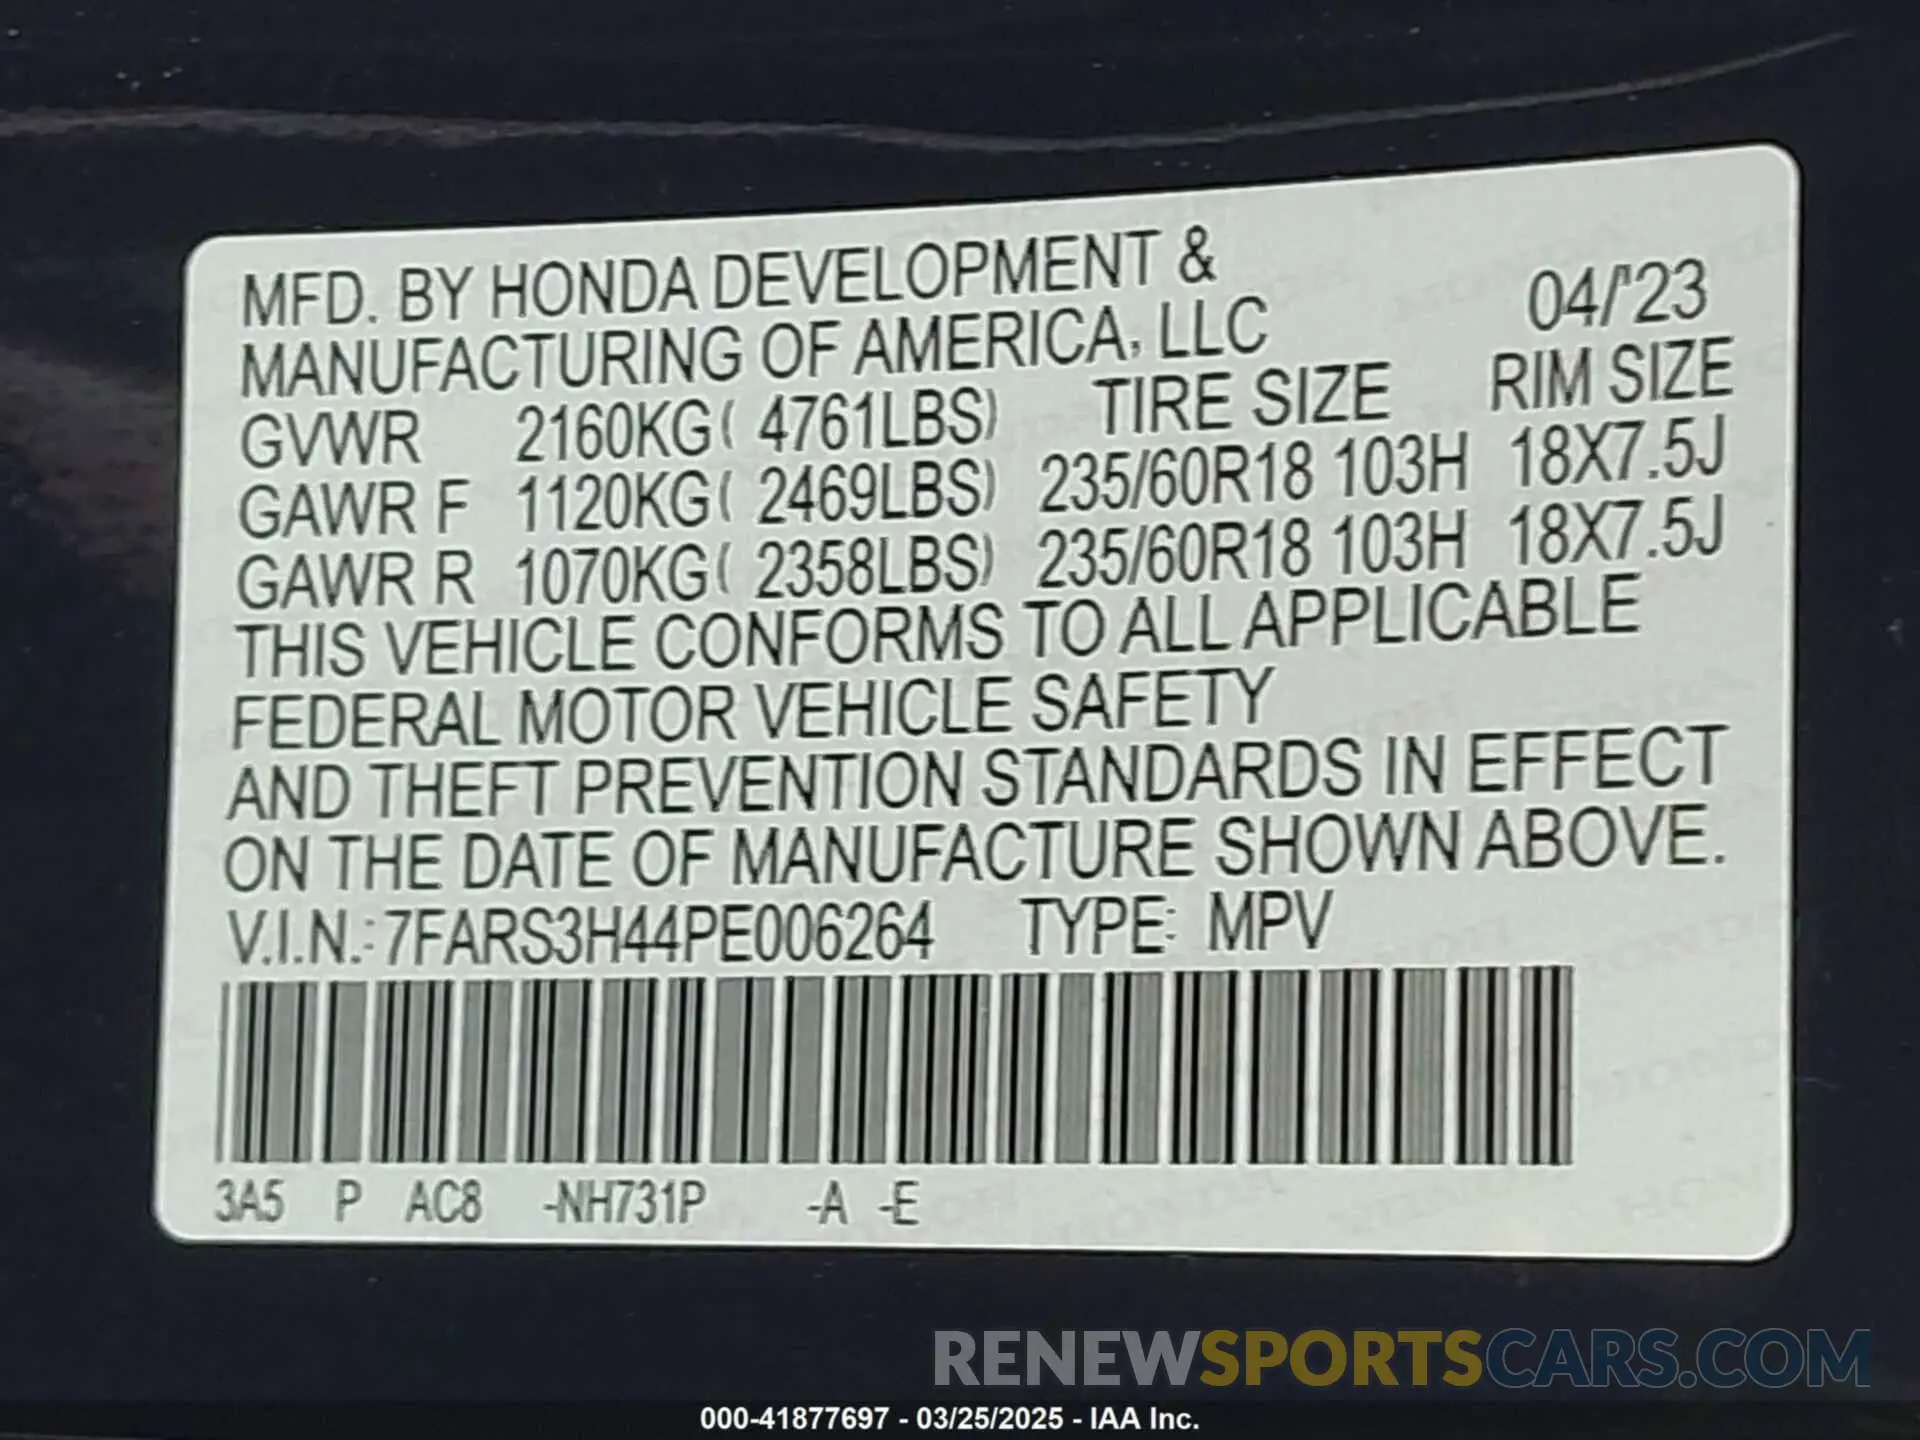 MFD. BY HONDA DEVELOPMENT &
MANUFACTURING OF AMERICA, LLC 04/'23
GVWR 2160KG( 4761LBS) TIRE SIZE RIM SIZE
GAWR F 1120KG( 2469LBS) 235/60R18 103H 18X7.5J
GAWR R 1070KG( 2358LBS) 235/60R18 103H 18X7.5J
THIS VEHICLE CONFORMS TO ALL APPLICABLE
FEDERAL MOTOR VEHICLE SAFETY
AND THEFT PREVENTION STANDARDS IN EFFECT
ON THE DATE OF MANUFACTURE SHOWN ABOVE.
V.I.N.: 7FARS3H44PE006264 TYPE: MPV
3A5 P AC8 -NH731P -A -E
RENEWSPORTSCARS.COM
000-41877697 - 03/25/2025 - IAA Inc.